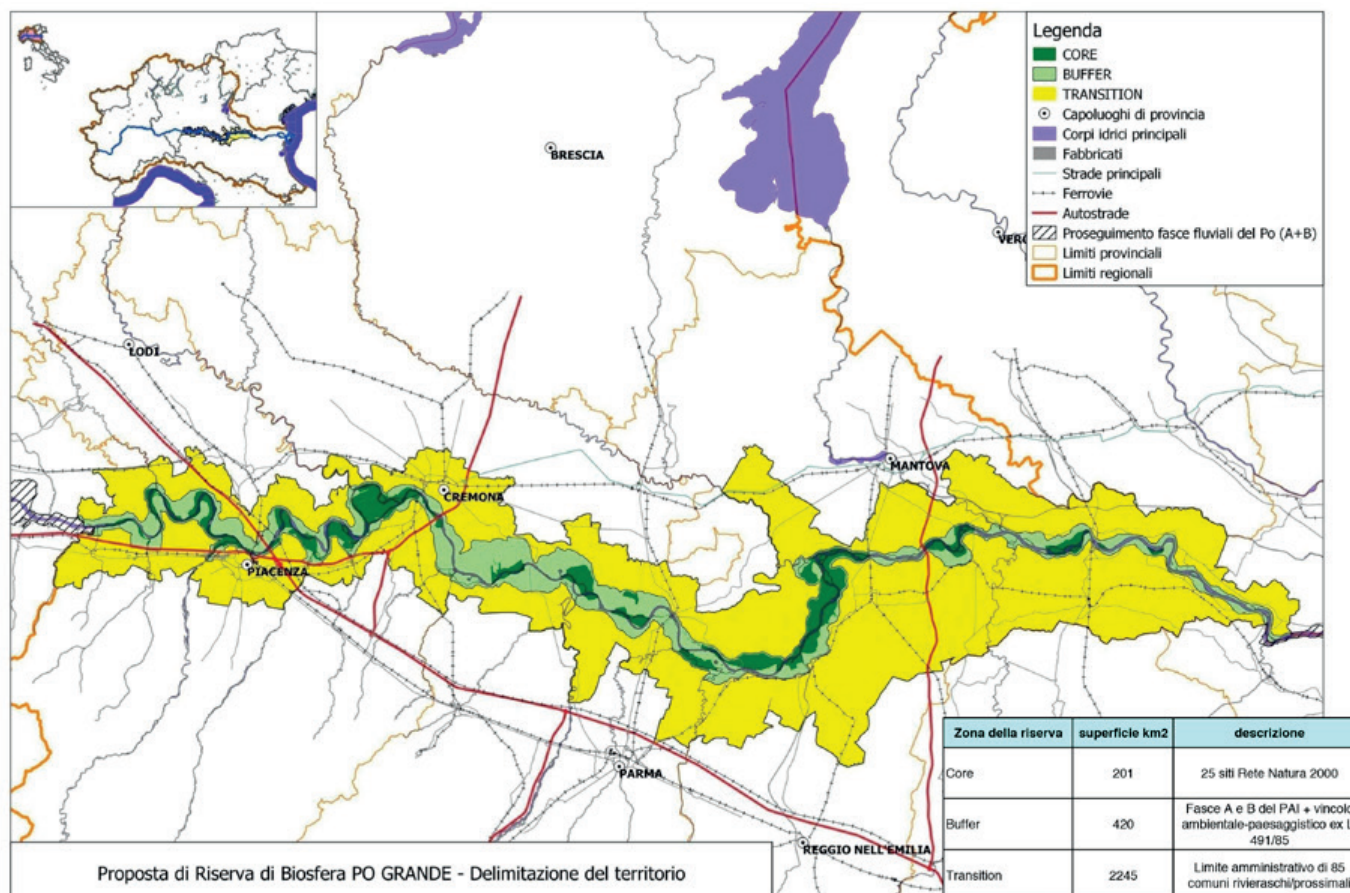 Legenda
CORE
BUFFER
TRANSITION
Capoluoghi di provincia
Corpi idrici principali
Fabbricati
Strade principali
Ferrovie
Autostrade
Proseguimento fasce fluviali del Po (A+B)
Limiti provinciali
Limiti regionali
BRESCIA
VERO
LODI
MANTOVA
CREMONA
PIACENZA
PARMA
REGGIO NELL'EMILIA
Zona della riserva superficie km2 descrizione
Core 201 25 siti Rete Natura 2000
Buffer 420 Fasce A e B del PAI + vincolo
ambientale-paesaggistico ex L
491/85
Transition 2245 Limite amministrativo di 85
comuni rivieraschi/prossimali
Proposta di Riserva di Biosfera PO GRANDE - Delimitazione del territorio